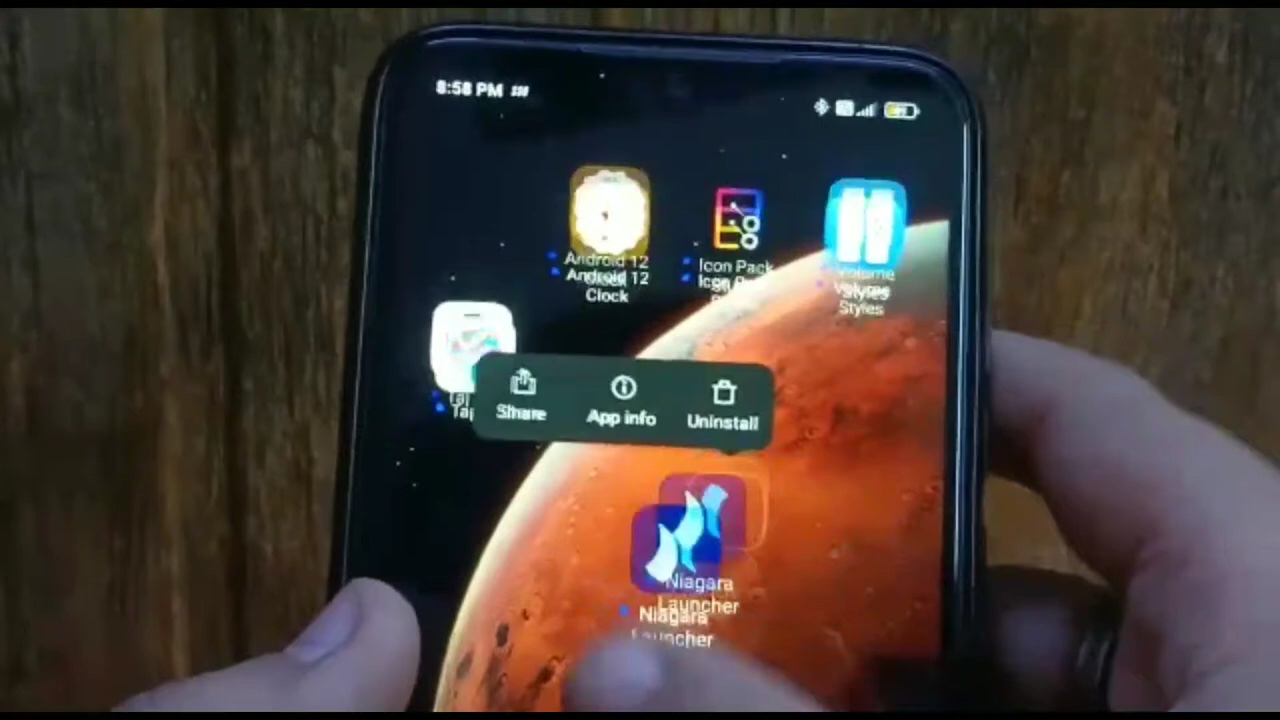 8:58 PM
Android 12
Android 12
Clock
Icon Pack
Volume
Styles
Styles
Share
App info
Uninstall
Niagara
Launcher
Niagara
Launcher